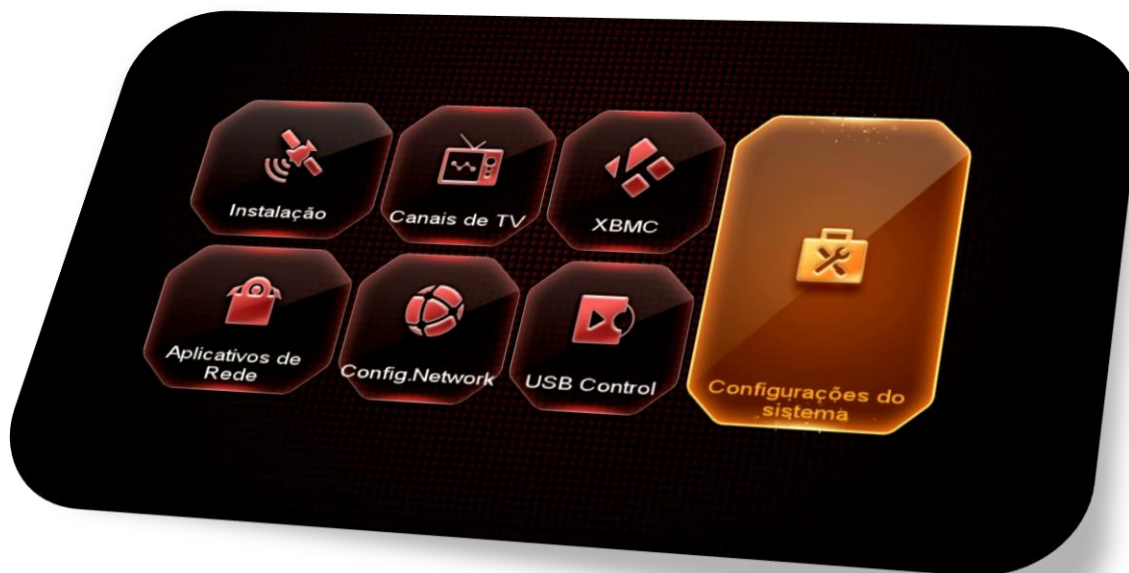 Instalação
Canais de TV
XBMC
Aplicativos de
Rede
Config.Network
USB Control
Configurações do
sistema